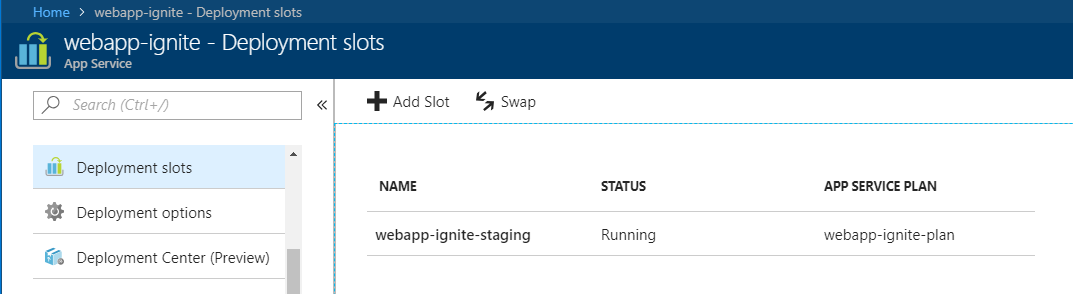 Home > webapp-ignite - Deployment slots
webapp-ignite - Deployment slots
App Service
Search (Ctrl+/)
«
Add Slot
Swap
Deployment slots
Deployment options
Deployment Center (Preview)
NAME STATUS APP SERVICE PLAN
webapp-ignite-staging Running webapp-ignite-plan